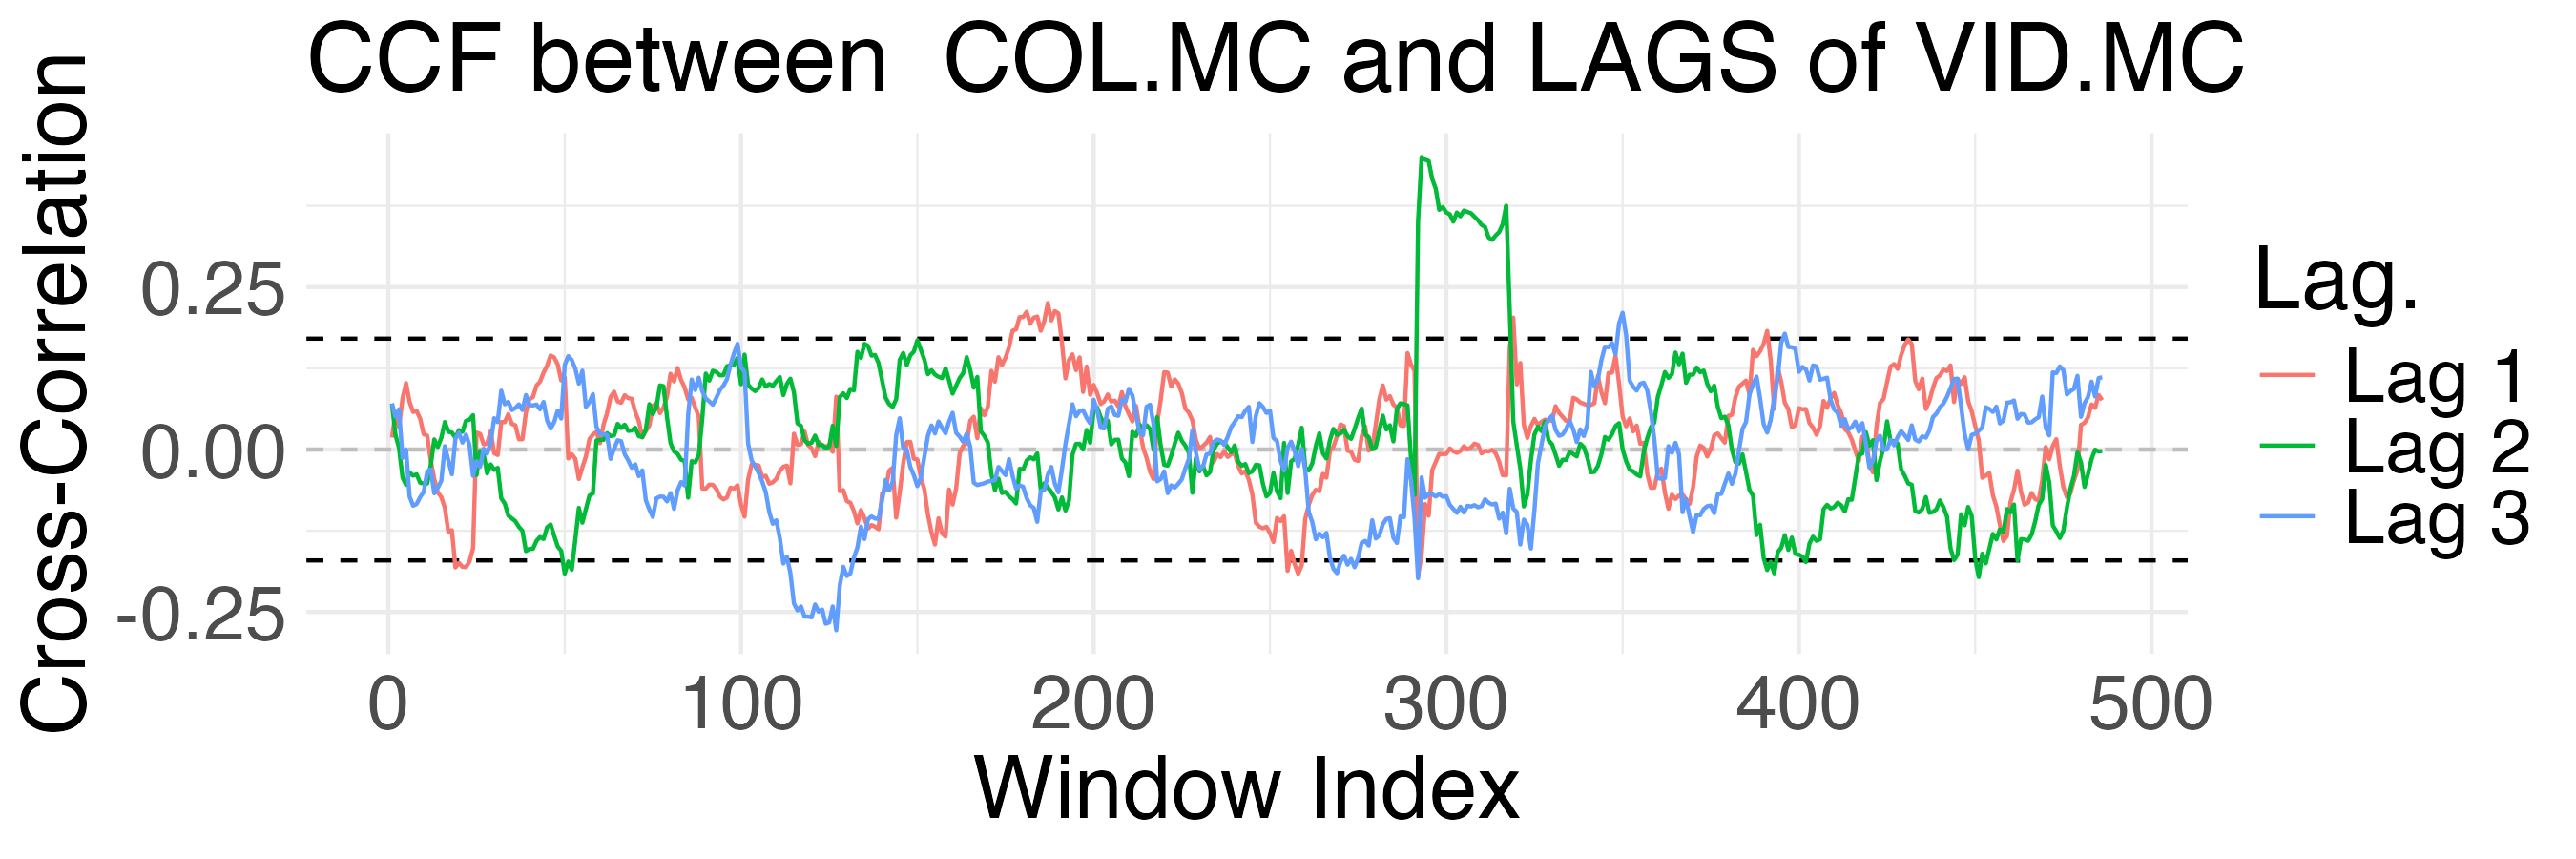 CCF between  COL.MC and LAGS of VID.MC
Cross-Correlation
0.25
0.00
-0.25
0 100 200 300 400 500
Window Index
Lag.
Lag 1
Lag 2
Lag 3